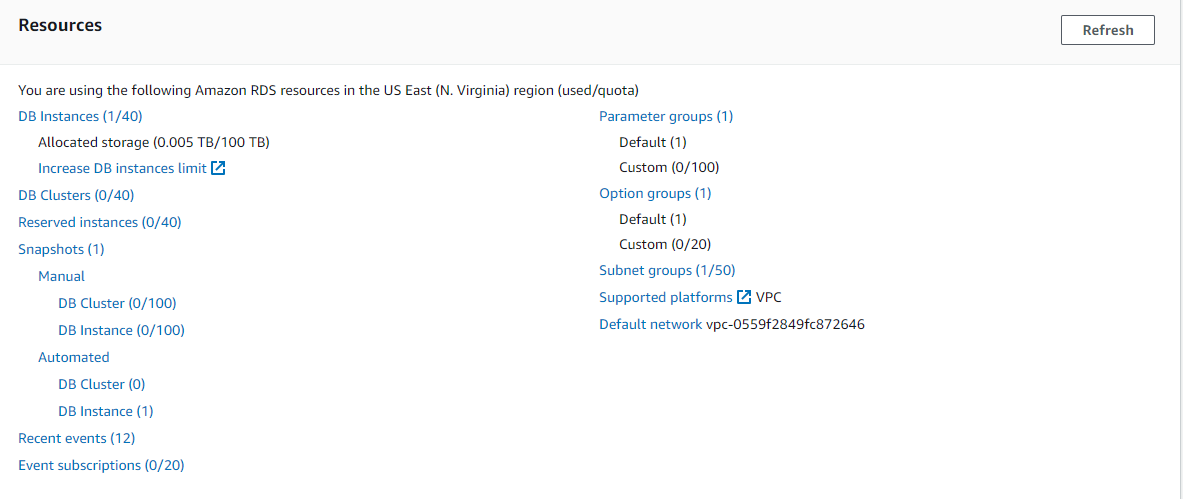 Resources
Refresh
You are using the following Amazon RDS resources in the US East (N. Virginia) region (used/quota)
DB Instances (1/40)
Allocated storage (0.005 TB/100 TB)
Increase DB instances limit
DB Clusters (0/40)
Reserved instances (0/40)
Snapshots (1)
Manual
DB Cluster (0/100)
DB Instance (0/100)
Automated
DB Cluster (0)
DB Instance (1)
Recent events (12)
Event subscriptions (0/20)
Parameter groups (1)
Default (1)
Custom (0/100)
Option groups (1)
Default (1)
Custom (0/20)
Subnet groups (1/50)
Supported platforms VPC
Default network vpc-0559f2849fc872646